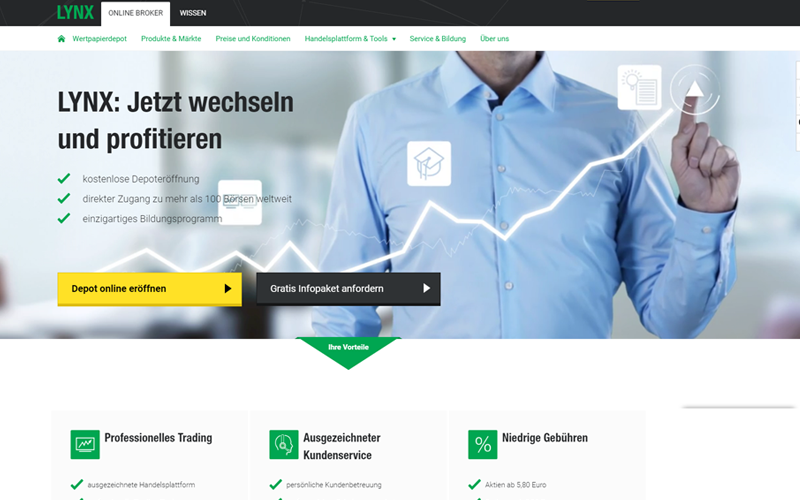 LYNX
ONLINE BROKER
WISSEN
Wertpapierdepot
Produkte & Märkte
Preise und Konditionen
Handelsplattform & Tools
Service & Bildung
Über uns
LYNX: Jetzt wechseln
und profitieren
kostenlose Depoteröffnung
direkter Zugang zu mehr als 100 Börsen weltweit
einzigartiges Bildungsprogramm
Depot online eröffnen
Gratis Infopaket anfordern
Ihre Vorteile
Professionelles Trading
Ausgezeichneter
Kundenservice
Niedrige Gebühren
ausgezeichnete Handelsplattform
persönliche Kundenbetreuung
Aktien ab 5,80 Euro